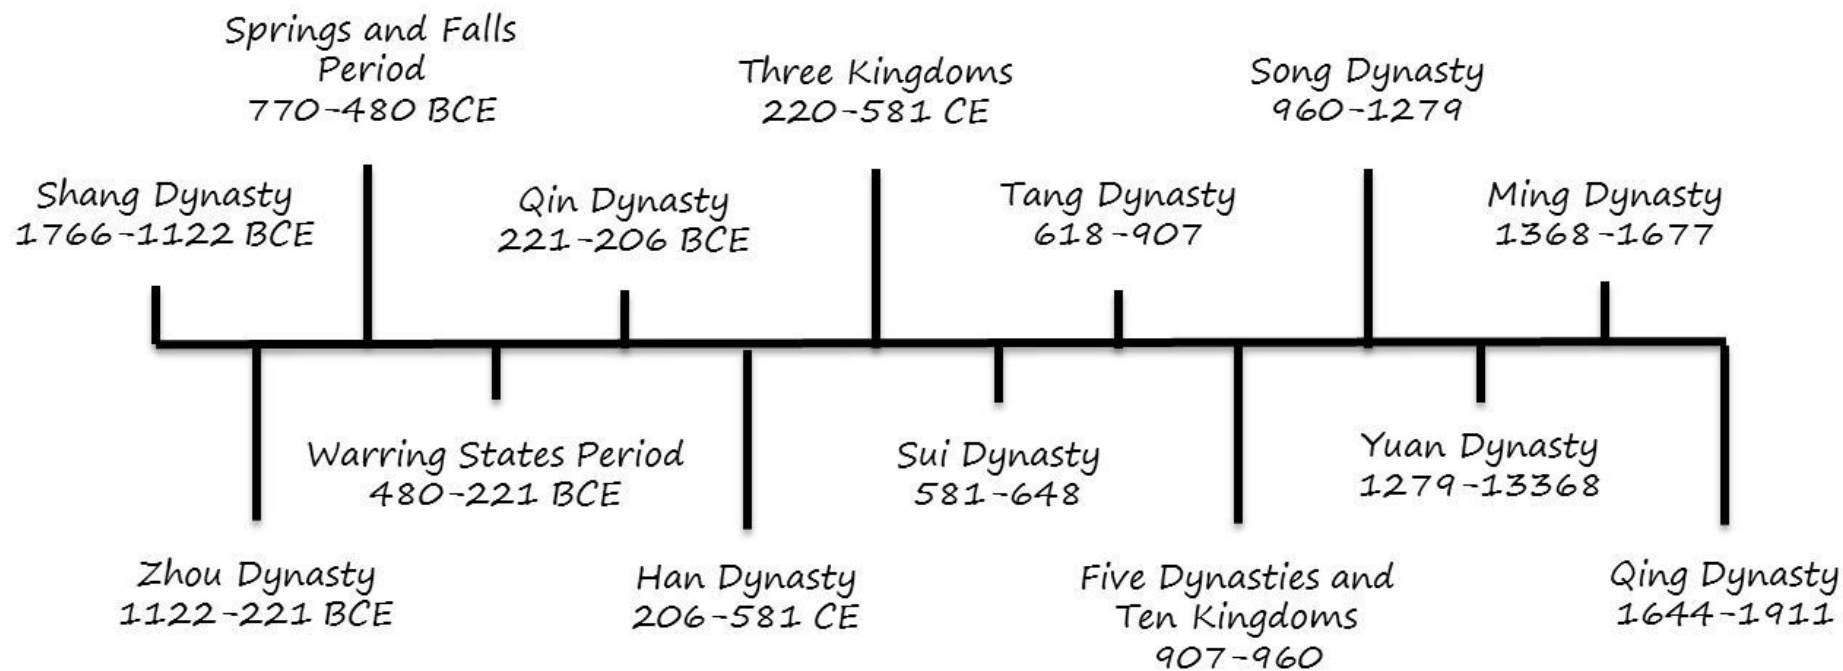 Springs and Falls
Period
770-480 BCE
Three Kingdoms
220-581 CE
Song Dynasty
960-1279
Shang Dynasty
1766-1122 BCE
Qin Dynasty
221-206 BCE
Tang Dynasty
618-907
Ming Dynasty
1368-1677
Warring States Period
480-221 BCE
Sui Dynasty
581-648
Yuan Dynasty
1279-13368
Zhou Dynasty
1122-221 BCE
Han Dynasty
206-581 CE
Five Dynasties and
Ten Kingdoms
907-960
Qing Dynasty
1644-1911